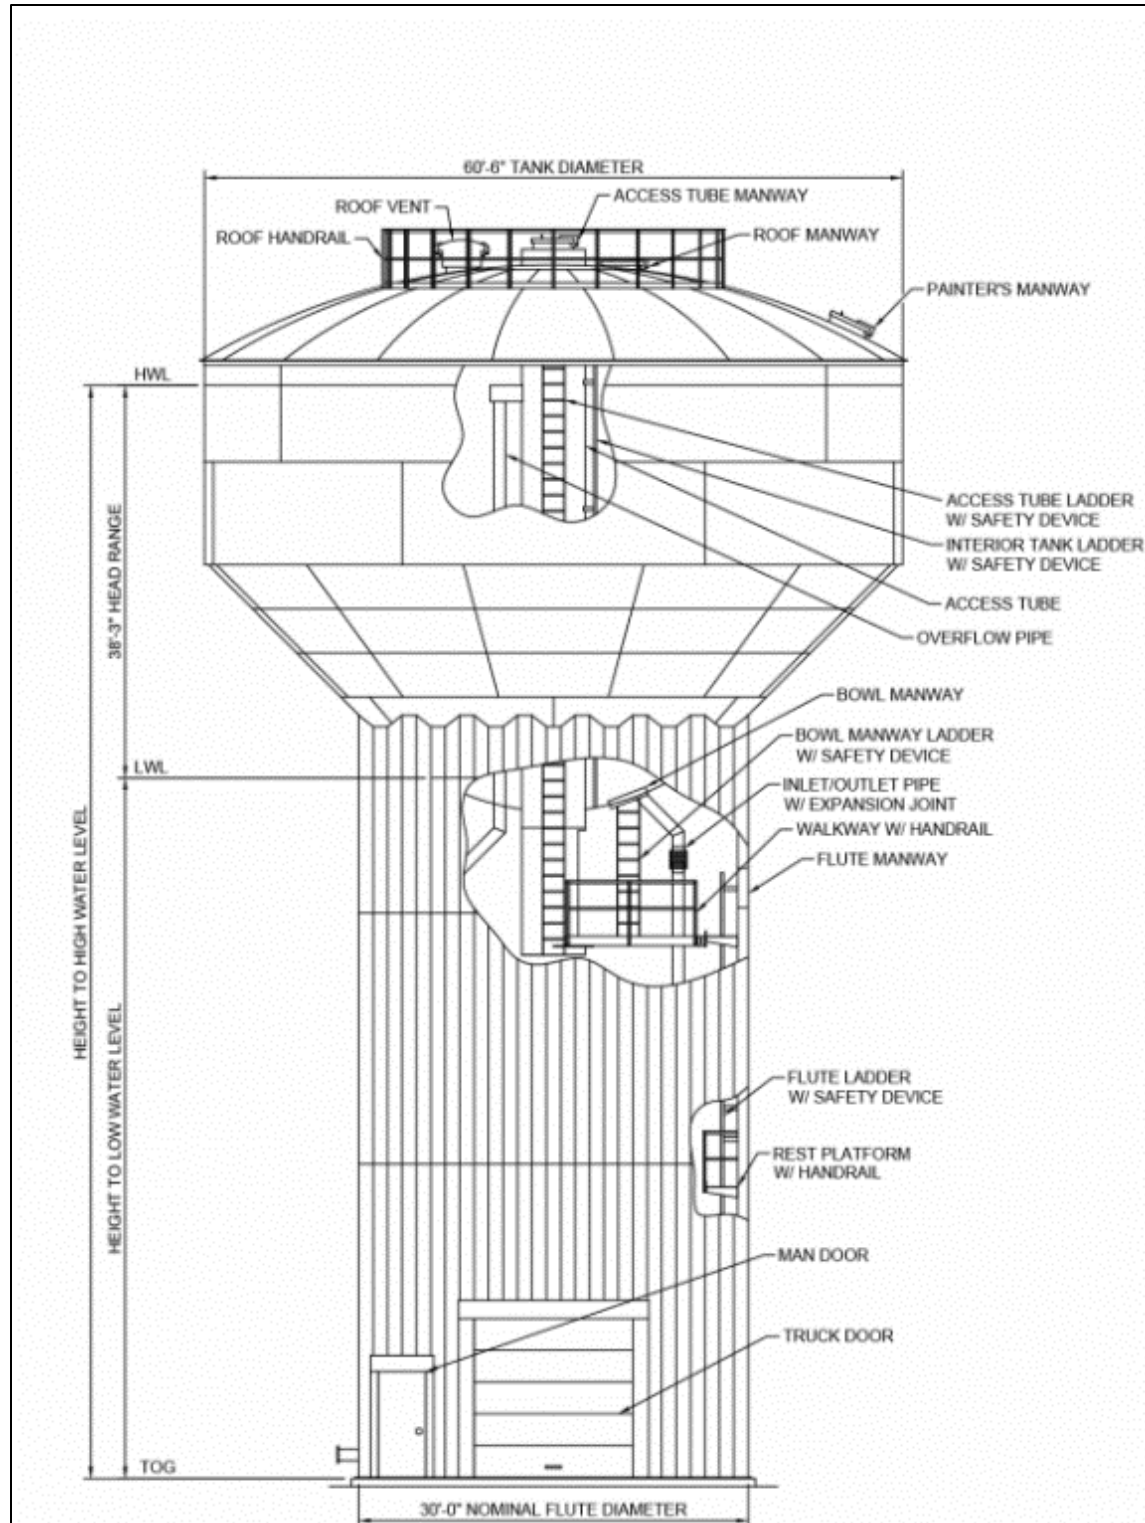 60'-6" TANK DIAMETER
ACCESS TUBE MANWAY
ROOF VENT
ROOF HANDRAIL
ROOF MANWAY
PAINTER'S MANWAY
HWL
ACCESS TUBE LADDER
W/ SAFETY DEVICE
INTERIOR TANK LADDER
W/ SAFETY DEVICE
ACCESS TUBE
OVERFLOW PIPE
38'-3" HEAD RANGE
BOWL MANWAY
BOWL MANWAY LADDER
W/ SAFETY DEVICE
LWL
INLET/OUTLET PIPE
W/ EXPANSION JOINT
WALKWAY W/ HANDRAIL
FLUTE MANWAY
HEIGHT TO HIGH WATER LEVEL
HEIGHT TO LOW WATER LEVEL
FLUTE LADDER
W/ SAFETY DEVICE
REST PLATFORM
W/ HANDRAIL
MAN DOOR
TRUCK DOOR
TOG
30'-0" NOMINAL FLUTE DIAMETER